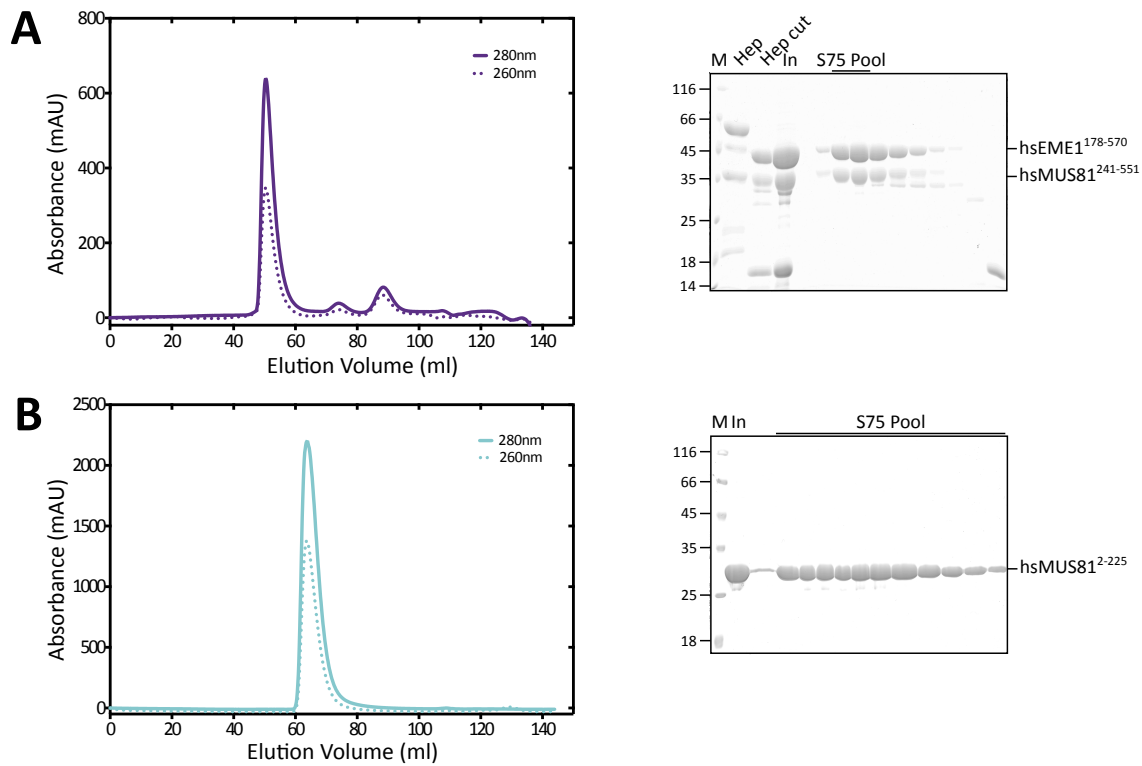 A
Absorbance (mAU)
800
600
400
200
0
280nm
260nm
0 20 40 60 80 100 120 140
Elution Volume (ml)
M Hep Hep cut In S75 Pool
116
66
45
35
25
18
14
hsEME1178-570
hsMUS81241-551
B
Absorbance (mAU)
2500
2000
1500
1000
500
0
280nm
260nm
0 20 40 60 80 100 120 140
Elution Volume (ml)
M In S75 Pool
116
66
45
35
25
18
hsMUS812-225